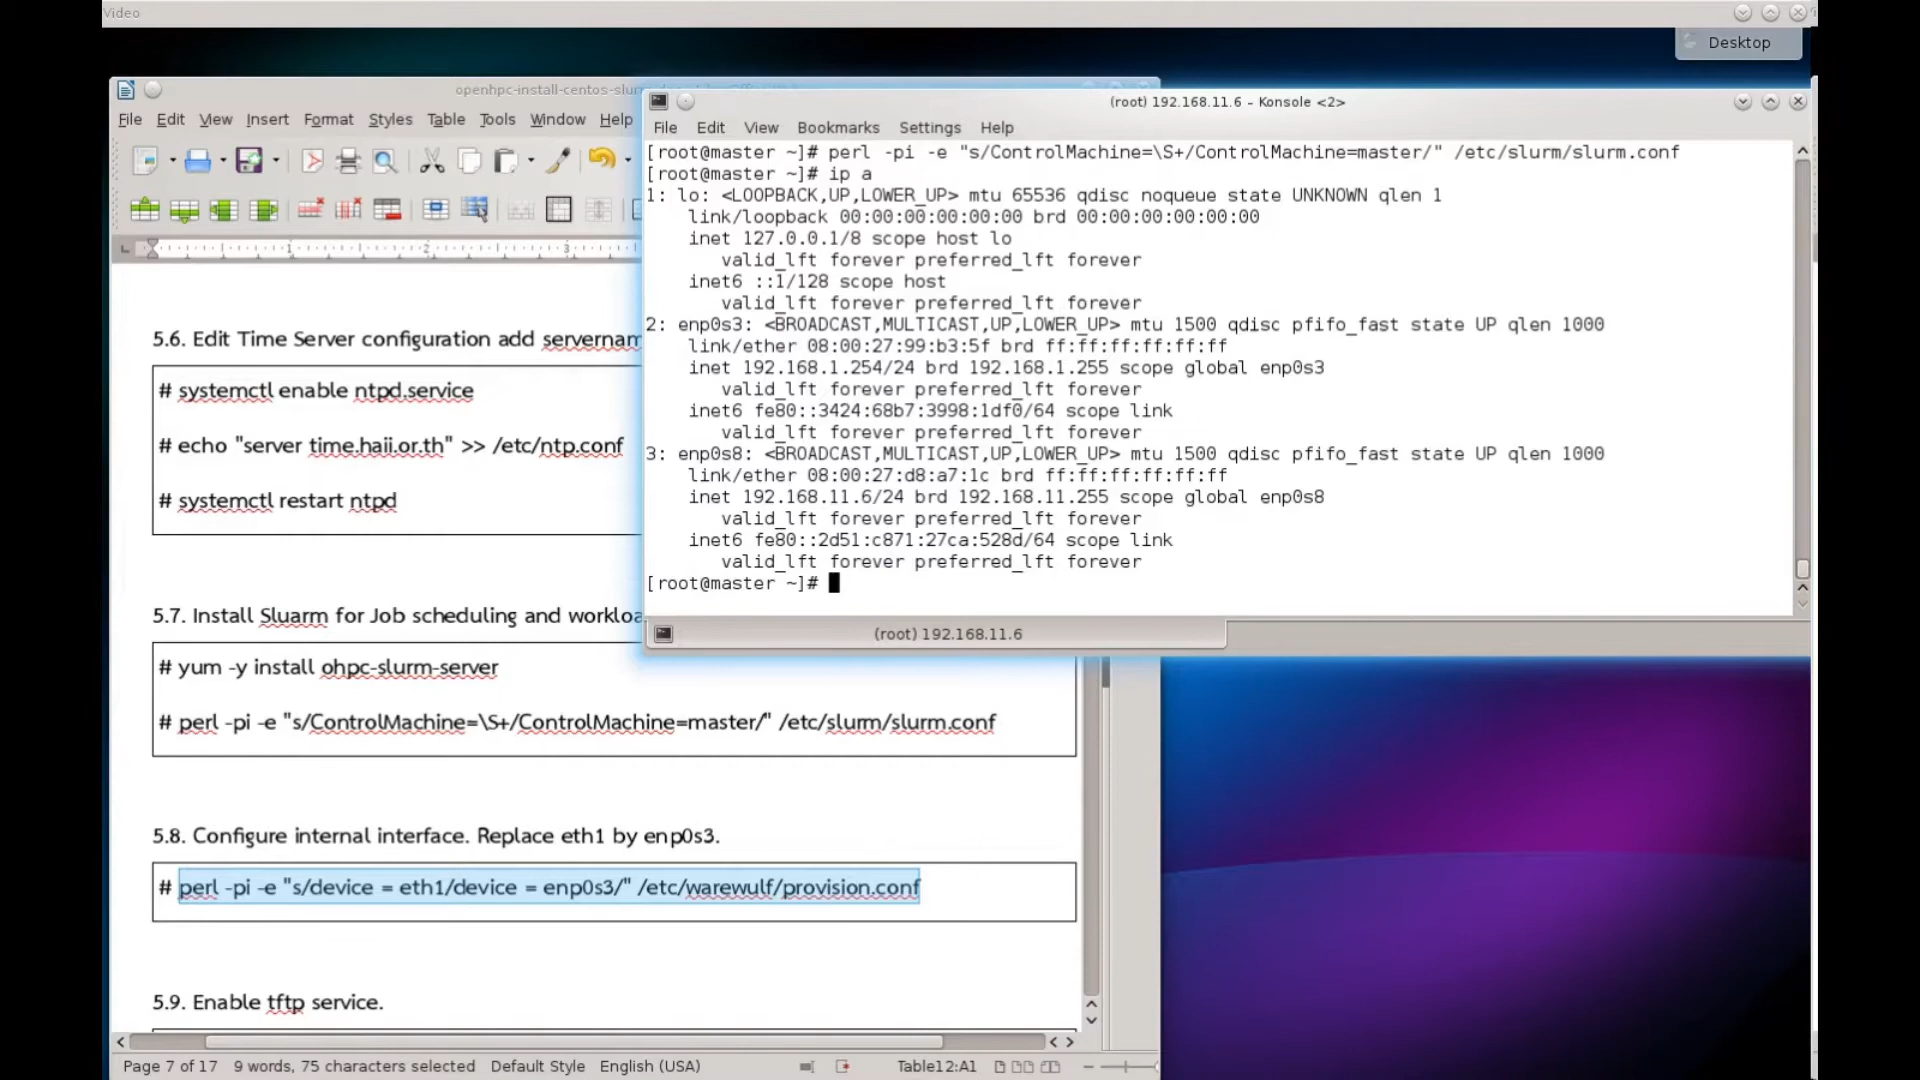 Video
Desktop
openhpc-install-centos-slu
File Edit View Insert Format Styles Table Tools Window Help
(root) 192.168.11.6 – Konsole <2>
File Edit View Bookmarks Settings Help
[root@master ~]# perl -pi -e "s/ControlMachine=\S+/ControlMachine=master/" /etc/slurm/slurm.conf
[root@master ~]# ip a
1: lo: <LOOPBACK,UP,LOWER_UP> mtu 65536 qdisc noqueue state UNKNOWN qlen 1
link/loopback 00:00:00:00:00:00 brd 00:00:00:00:00:00
inet 127.0.0.1/8 scope host lo
valid_lft forever preferred_lft forever
inet6 ::1/128 scope host
valid_lft forever preferred_lft forever
2: enp0s3: <BROADCAST,MULTICAST,UP,LOWER_UP> mtu 1500 qdisc pfifo_fast state UP qlen 1000
link/ether 08:00:27:99:b3:5f brd ff:ff:ff:ff:ff:ff
inet 192.168.1.254/24 brd 192.168.1.255 scope global enp0s3
valid_lft forever preferred_lft forever
inet6 fe80::3424:68b7:3998:1df0/64 scope link
valid_lft forever preferred_lft forever
3: enp0s8: <BROADCAST,MULTICAST,UP,LOWER_UP> mtu 1500 qdisc pfifo_fast state UP qlen 1000
link/ether 08:00:27:d8:a7:1c brd ff:ff:ff:ff:ff:ff
inet 192.168.11.6/24 brd 192.168.11.255 scope global enp0s8
valid_lft forever preferred_lft forever
inet6 fe80::2d51:c871:27ca:528d/64 scope link
valid_lft forever preferred_lft forever
[root@master ~]#
(root) 192.168.11.6
1 2 3
5.6. Edit Time Server configuration add servernam
# systemctl enable ntpd.service
# echo "server time.haii.or.th" >> /etc/ntp.conf
# systemctl restart ntpd
5.7. Install Sluarm for Job scheduling and workloa
# yum -y install ohpc-slurm-server
# perl -pi -e "s/ControlMachine=\S+/ControlMachine=master/" /etc/slurm/slurm.conf
5.8. Configure internal interface. Replace eth1 by enp0s3.
# perl -pi -e "s/device = eth1/device = enp0s3/" /etc/warewulf/provision.conf
5.9. Enable tftp service.
Page 7 of 17 9 words, 75 characters selected Default Style English (USA) Table12:A1